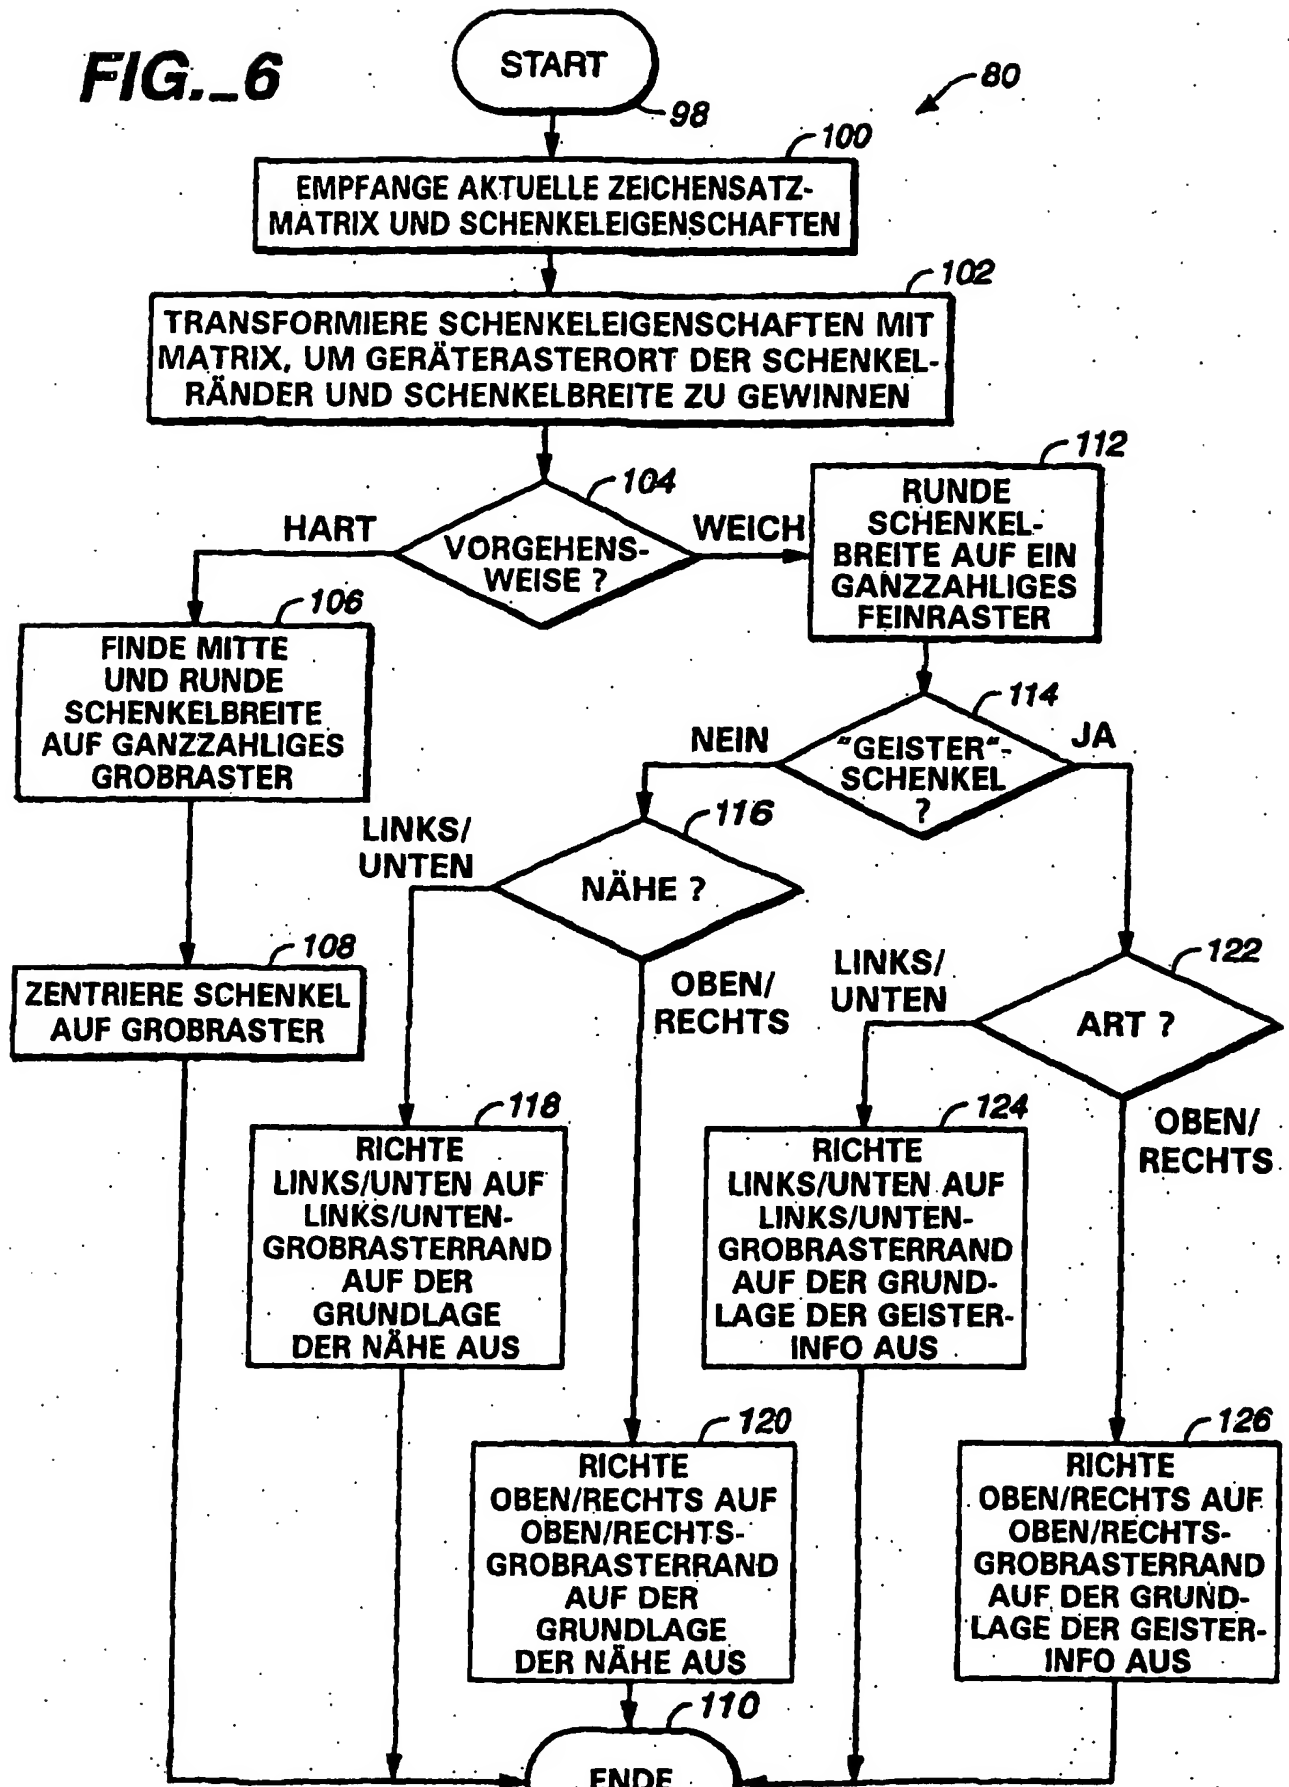 FIG._6
START
98
80
100
EMPFANGE AKTUELLE ZEICHENSATZ-
MATRIX UND SCHENKELEIGENSCHAFTEN
102
TRANSFORMIERE SCHENKELEIGENSCHAFTEN MIT
MATRIX, UM GERÄTERASTERORT DER SCHENKEL-
RÄNDER UND SCHENKELBREITE ZU GEWINNEN
104
VORGEHENS-
WEISE ?
HART
WEICH
112
RUNDE
SCHENKEL-
BREITE AUF EIN
GANZZAHLIGES
FEINRASTER
106
FINDE MITTE
UND RUNDE
SCHENKELBREITE
AUF GANZZAHLIGES
GROBRASTER
114
"GEISTER"-
SCHENKEL
?
NEIN
JA
116
NÄHE ?
LINKS/
UNTEN
OBEN/
RECHTS
108
ZENTRIERE SCHENKEL
AUF GROBRASTER
122
ART ?
LINKS/
UNTEN
OBEN/
RECHTS
118
RICHTE
LINKS/UNTEN AUF
LINKS/UNTEN-
GROBRASTERRAND
AUF DER
GRUNDLAGE
DER NÄHE AUS
124
RICHTE
LINKS/UNTEN AUF
LINKS/UNTEN-
GROBRASTERRAND
AUF DER GRUND-
LAGE DER GEISTER-
INFO AUS
120
RICHTE
OBEN/RECHTS AUF
OBEN/RECHTS-
GROBRASTERRAND
AUF DER
GRUNDLAGE
DER NÄHE AUS
126
RICHTE
OBEN/RECHTS AUF
OBEN/RECHTS-
GROBRASTERRAND
AUF DER GRUND-
LAGE DER GEISTER-
INFO AUS
110
ENDE